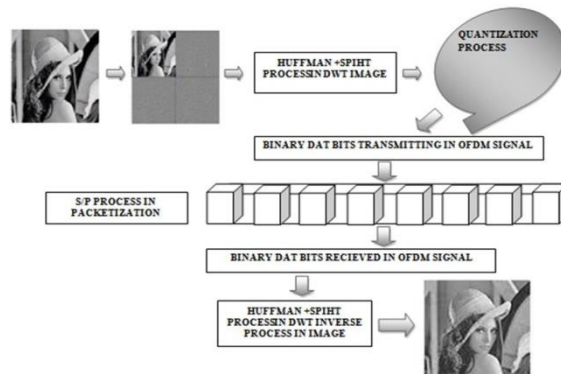 QUANTIZATION
PROCESS
HUFFMAN +SPIHT
PROCESSIN DWT IMAGE
BINARY DAT BITS TRANSMITTING IN OFDM SIGNAL
S/P PROCESS IN
PACKETIZATION
BINARY DAT BITS RECIEVED IN OFDM SIGNAL
HUFFMAN +SPIHT
PROCESSIN DWT INVERSE
PROCESS IN IMAGE